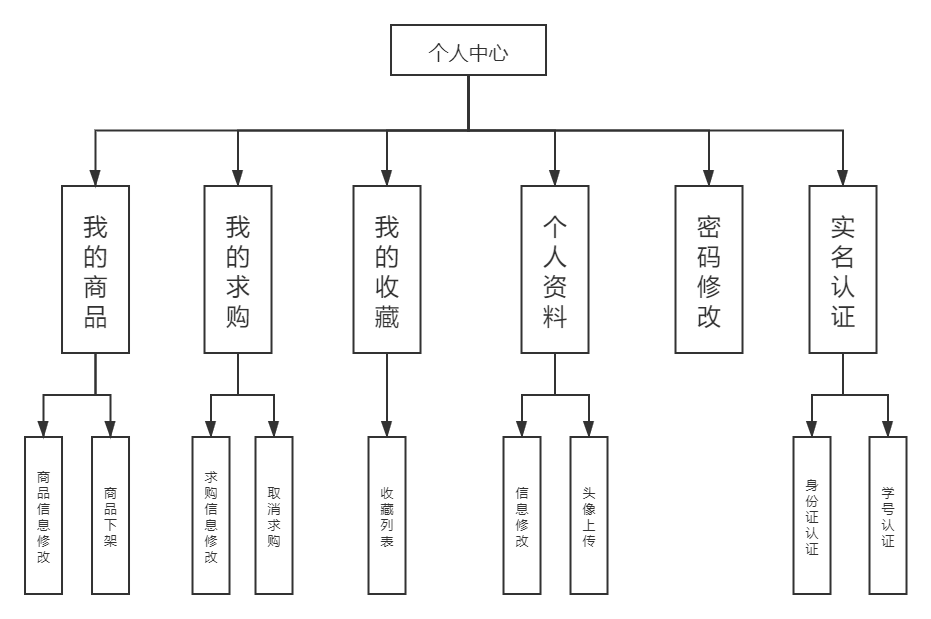 个人中心
我的商品
我的求购
我的收藏
个人资料
密码修改
实名认证
商品信息修改
商品下架
求购信息修改
取消求购
收藏列表
信息修改
头像上传
身份证认证
学号认证